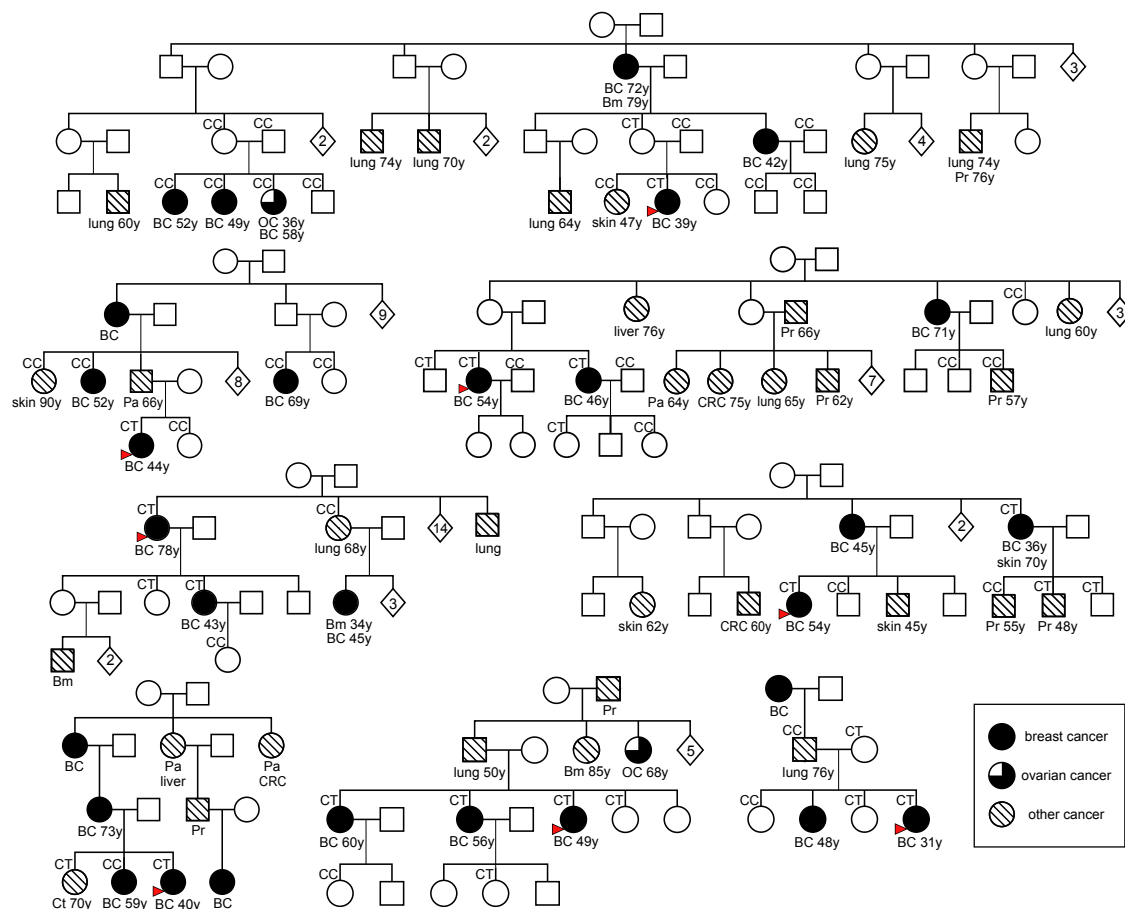 3
BC 72y
Bm 79y
CC
CT
CC
CC
2
lung 74y
lung 70y
2
BC 42y
lung 75y
4
lung 74y
Pr 76y
lung 60y
CC
BC 52y
CC
BC 49y
CC
OC 36y
BC 58y
CC
lung 64y
CC
skin 47y
CT
BC 39y
CC
CC
CC
BC
9
CC
skin 90y
CC
BC 52y
Pa 66y
8
CC
BC 69y
CC
CT
BC 44y
CC
liver 76y
Pr 66y
BC 71y
CC
lung 60y
3
CT
CT
BC 54y
CC
CT
BC 46y
CC
Pa 64y
CRC 75y
lung 65y
Pr 62y
7
CC
CC
Pr 57y
CT
CC
CT
BC 78y
CC
lung 68y
14
lung
CT
CT
BC 43y
Bm 34y
BC 45y
3
Bm
2
CC
BC 45y
2
CT
BC 36y
skin 70y
skin 62y
CRC 60y
CT
BC 54y
CC
skin 45y
CC
Pr 55y
CT
Pr 48y
CT
BC
Pa
liver
Pa
CRC
BC 73y
Pr
CT
Ct 70y
CC
BC 59y
CT
BC 40y
BC
Pr
lung 50y
Bm 85y
OC 68y
5
CT
BC 60y
CT
BC 56y
CT
BC 49y
CT
CC
CT
BC
CC
lung 76y
CT
CC
BC 48y
CT
CT
BC 31y
breast cancer
ovarian cancer
other cancer